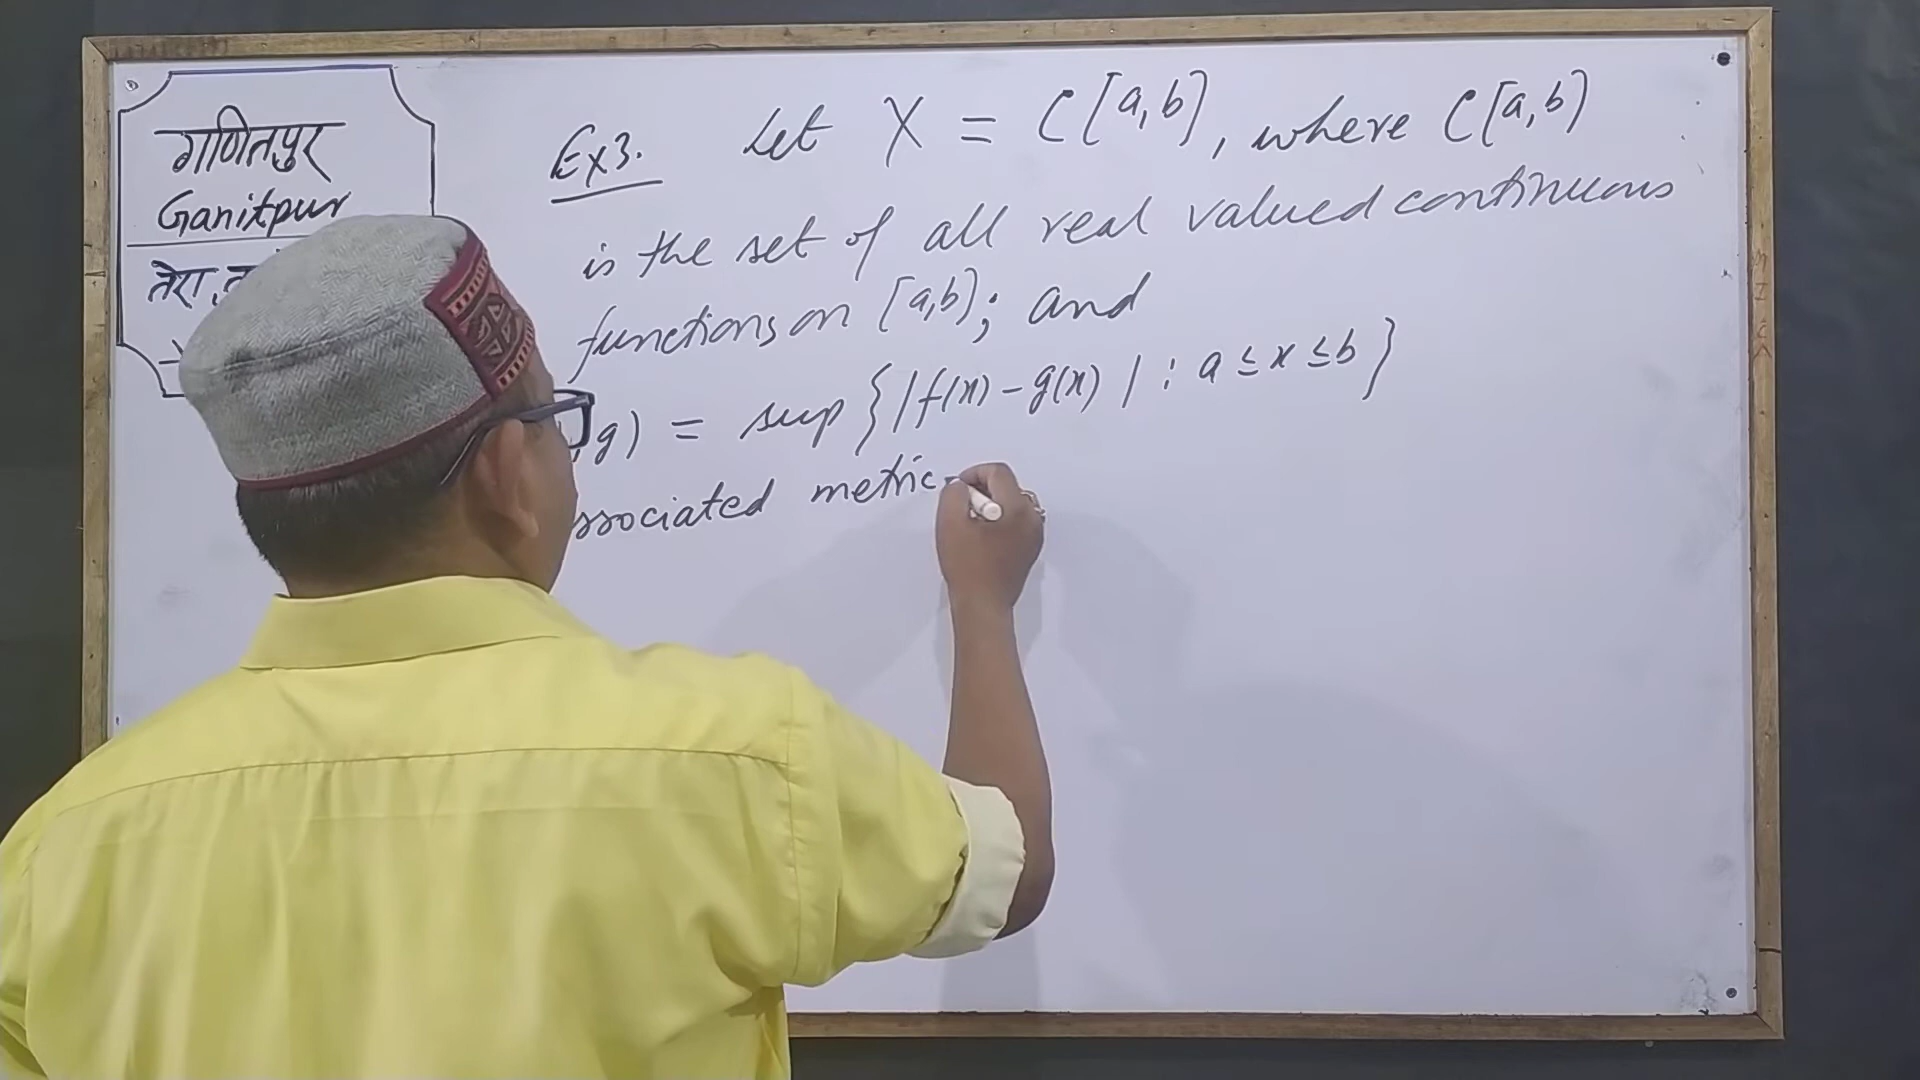 गणितपुर
Ganitpur
तेरा,
Ex3. Let X = C[a,b], where C[a,b]
is the set of all real valued continuous
functions on [a,b]; and
,g) = sup {|f(x) - g(x)| : a ≤ x ≤ b}
ssociated metric